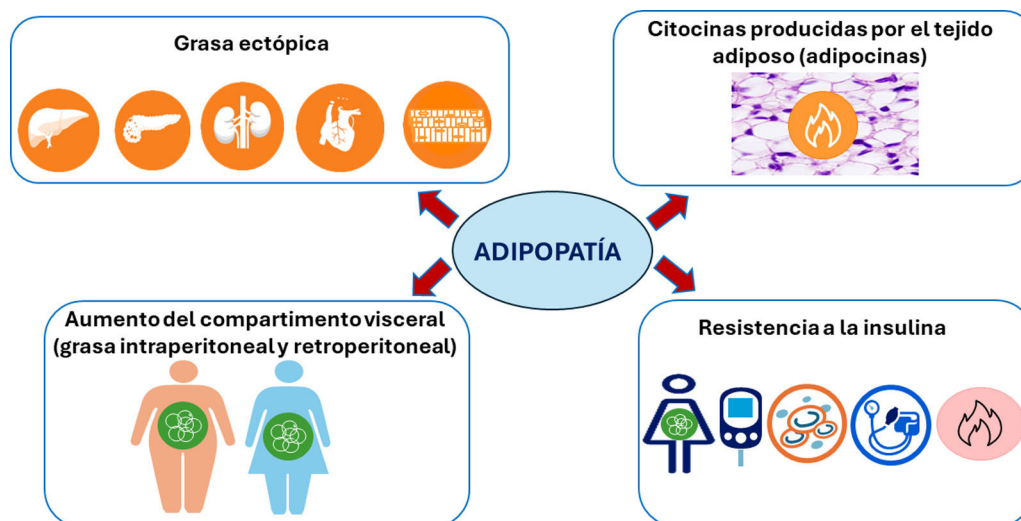 Grasa ectópica
Citocinas producidas por el tejido
adiposo (adipocinas)
ADIPOPATÍA
Aumento del compartimento visceral
(grasa intraperitoneal y retroperitoneal)
Resistencia a la insulina